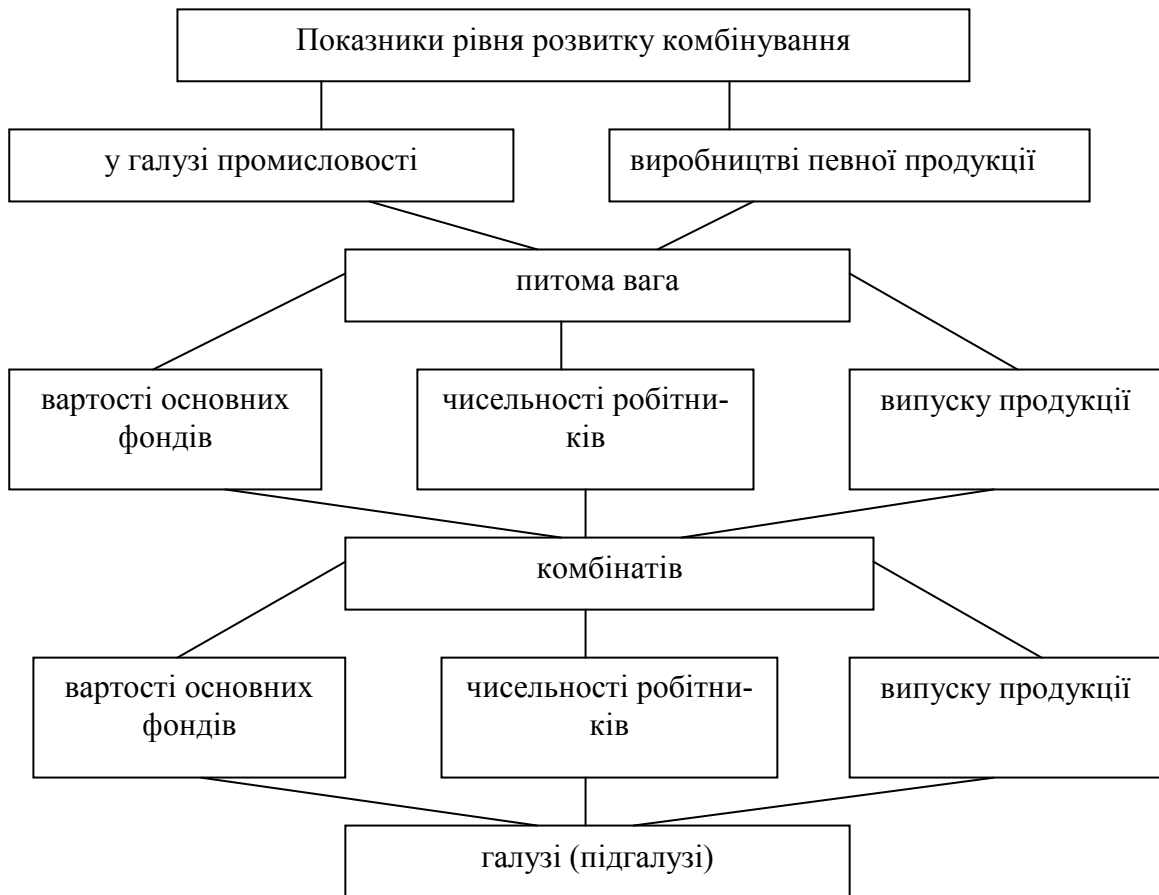 Показники рівня розвитку комбінування
у галузі промисловості
виробництві певної продукції
питома вага
вартості основних
фондів
чисельності робітни-
ків
випуску продукції
комбінатів
вартості основних
фондів
чисельності робітни-
ків
випуску продукції
галузі (підгалузі)